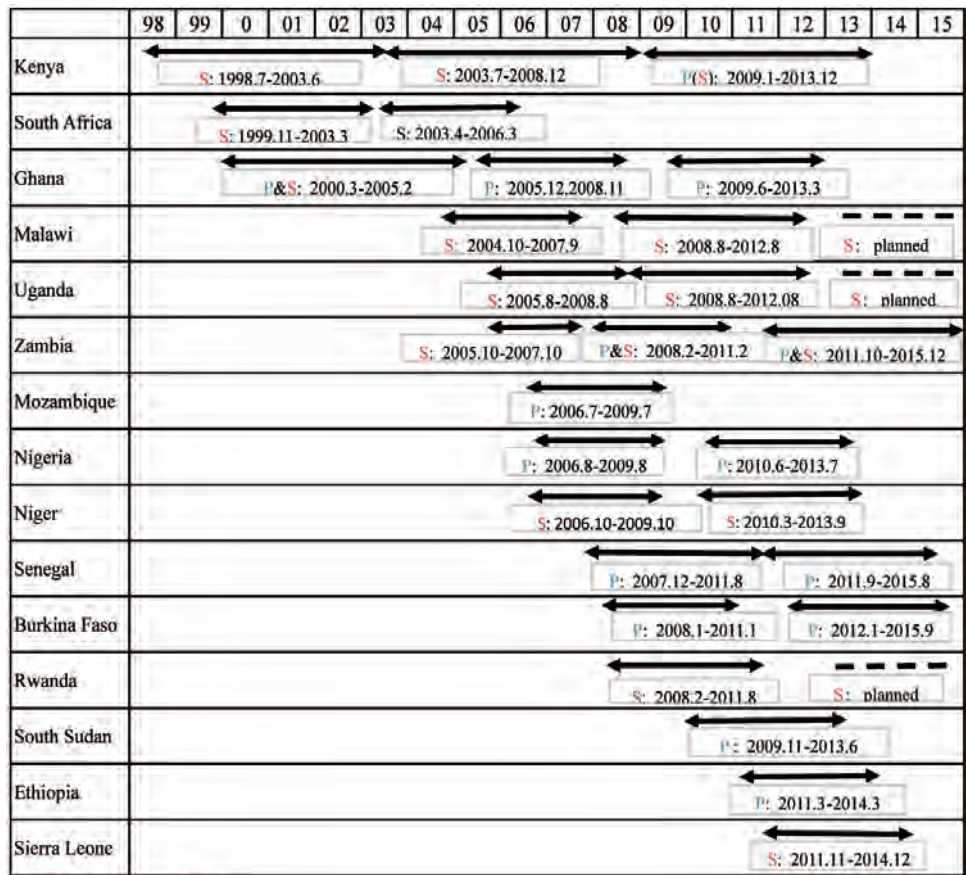 98 99 0 01 02 03 04 05 06 07 08 09 10 11 12 13 15
Kenya S: 1998.7-2003.6 S: 2003.7-2008.12 P(S): 2009.1-2013.12
South Africa S: 1999.11-2003.3 S: 2003.4-2006.3
Ghana P&S: 2000.3-2005.2 P: 2005.12.2008.11 P: 2009.6-2013.3
Malawi S: 2004.10-2007.9 S: 2008.8-2012.8 S: planned
Uganda S: 2005.8-2008.8 S: 2008.8-2012.08 S: planned
Zambia S: 2005.10-2007.10 P&S: 2008.2-2011.2 P&S: 2011.10-2015.12
Mozambique P: 2006.7-2009.7
Nigeria P: 2006.8-2009.8 P: 2010.6-2013.7
Niger S: 2006.10-2009.10 S: 2010.3-2013.9
Senegal P: 2007.12-2011.8 P: 2011.9-2015.8
Burkina Faso P: 2008.1-2011.1 P: 2012.1-2015.9
Rwanda S: 2008.2-2011.8 S: planned
South Sudan P: 2009.11-2013.6
Ethiopia P: 2011.3-2014.3
Sierra Leone S: 2011.11-2014.12